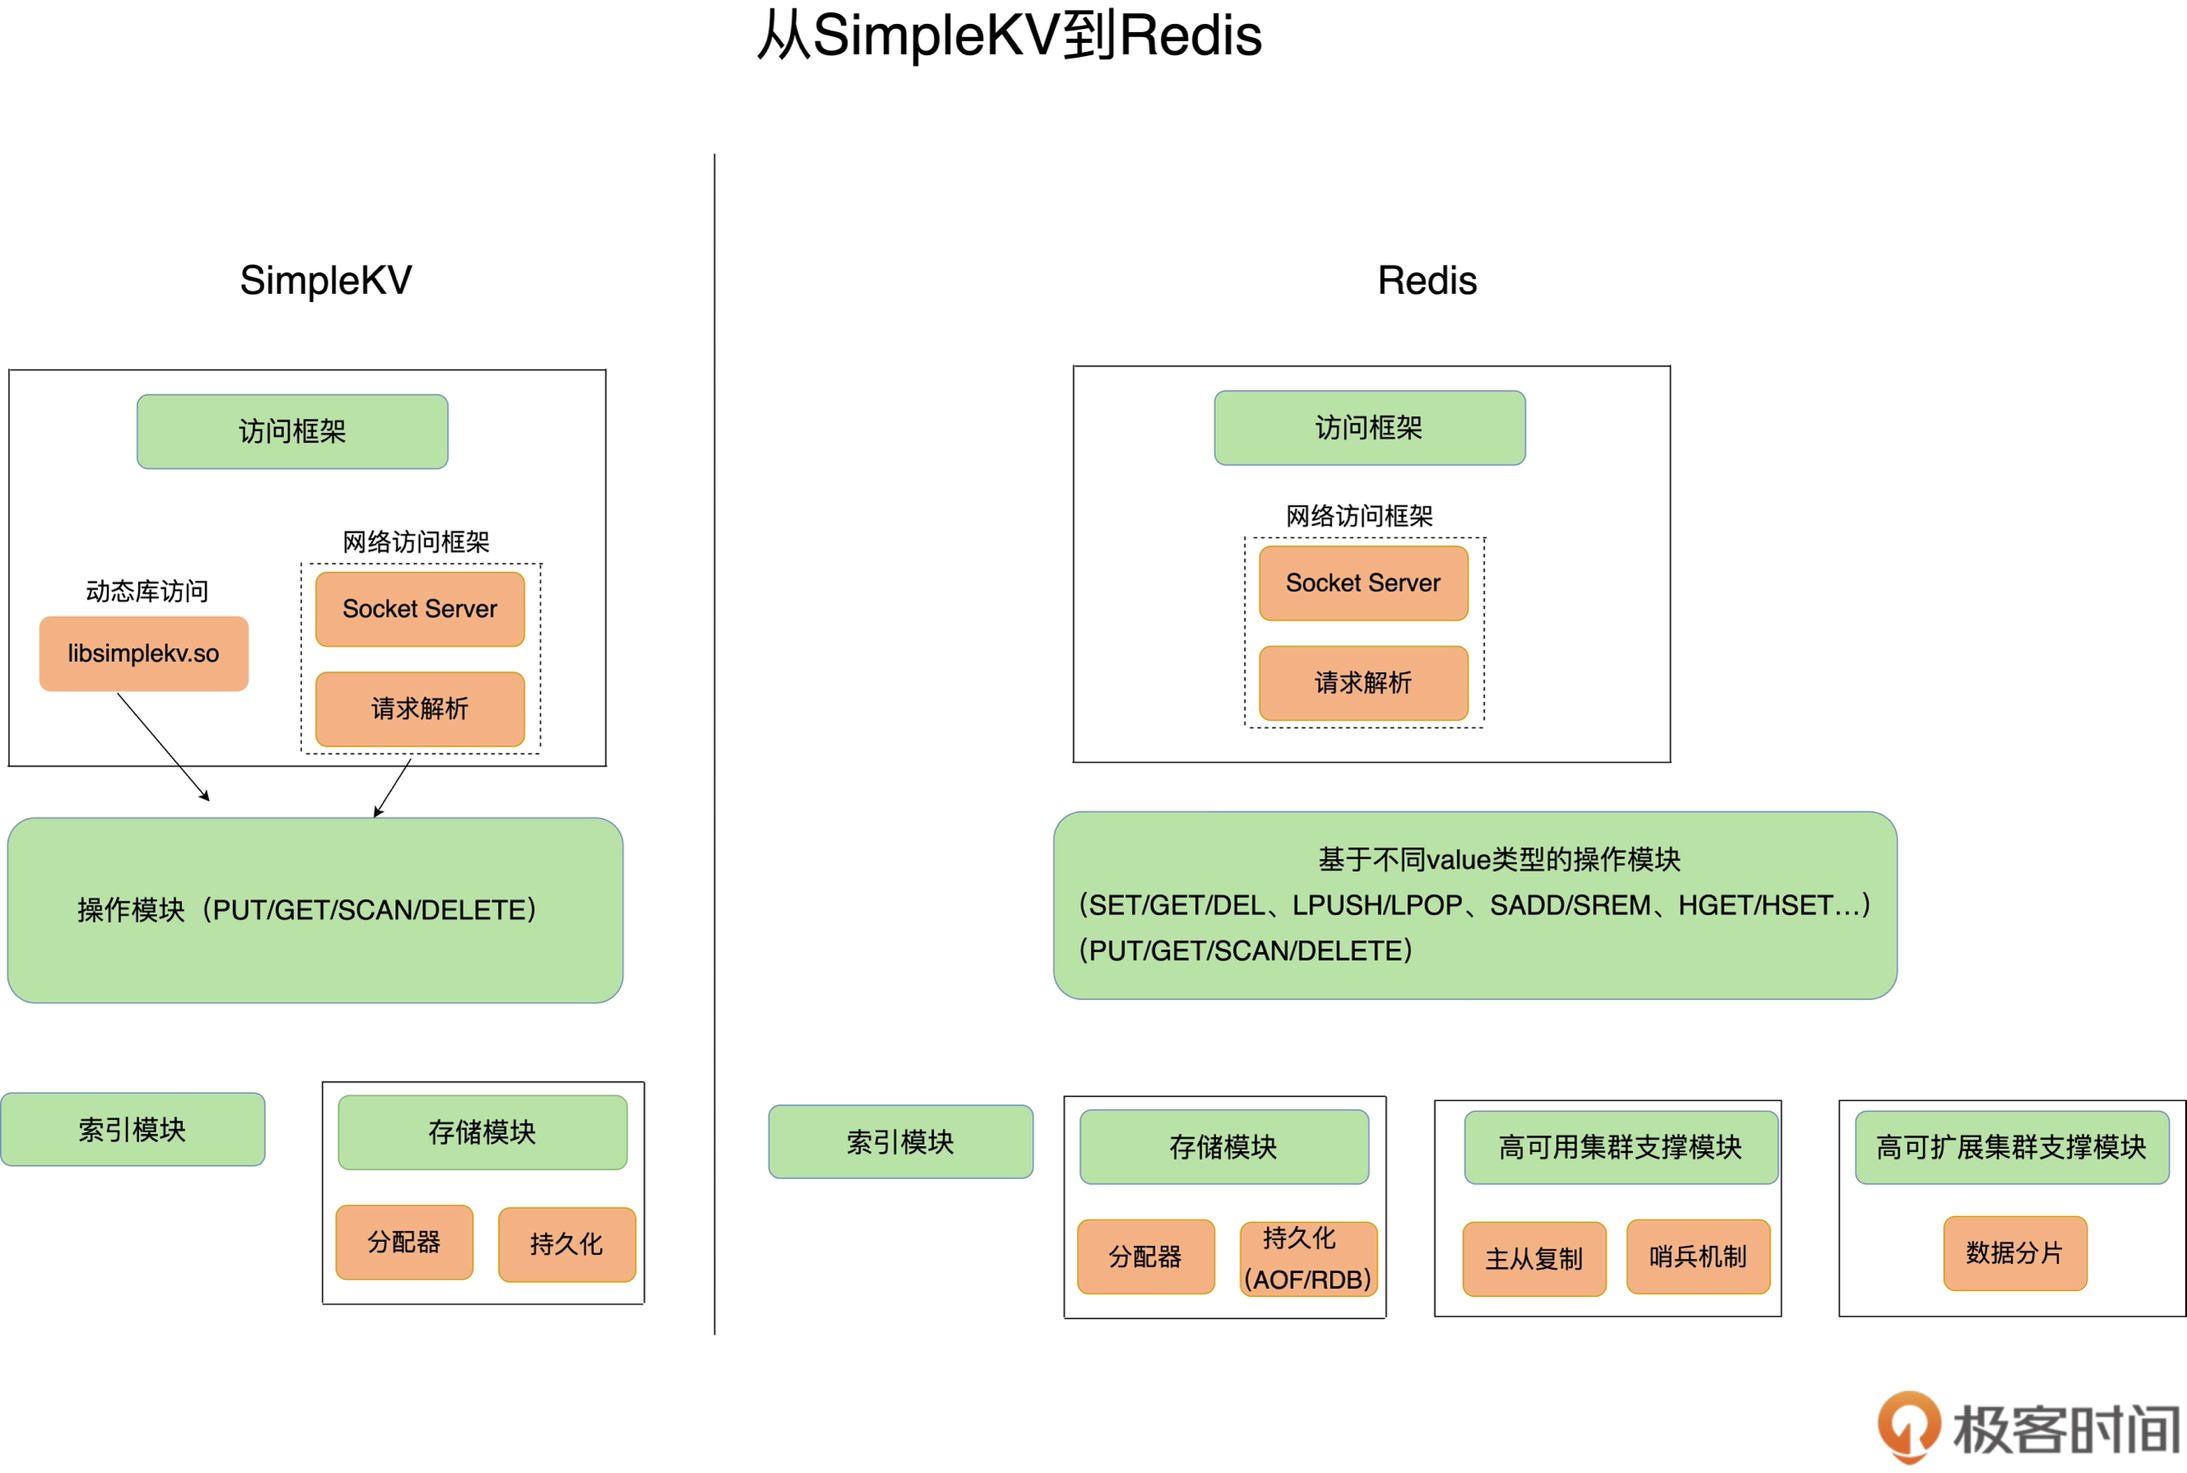 从SimpleKV到Redis
SimpleKV
访问框架
网络访问框架
动态库访问
Socket Server
libsimplekv.so
请求解析
操作模块（PUT/GET/SCAN/DELETE）
索引模块
存储模块
分配器
持久化
Redis
访问框架
网络访问框架
Socket Server
请求解析
基于不同value类型的操作模块
（SET/GET/DEL、LPUSH/LPOP、SADD/SREM、HGET/HSET…）
（PUT/GET/SCAN/DELETE）
索引模块
存储模块
分配器
持久化
（AOF/RDB）
高可用集群支撑模块
主从复制
哨兵机制
高可扩展集群支撑模块
数据分片
极客时间